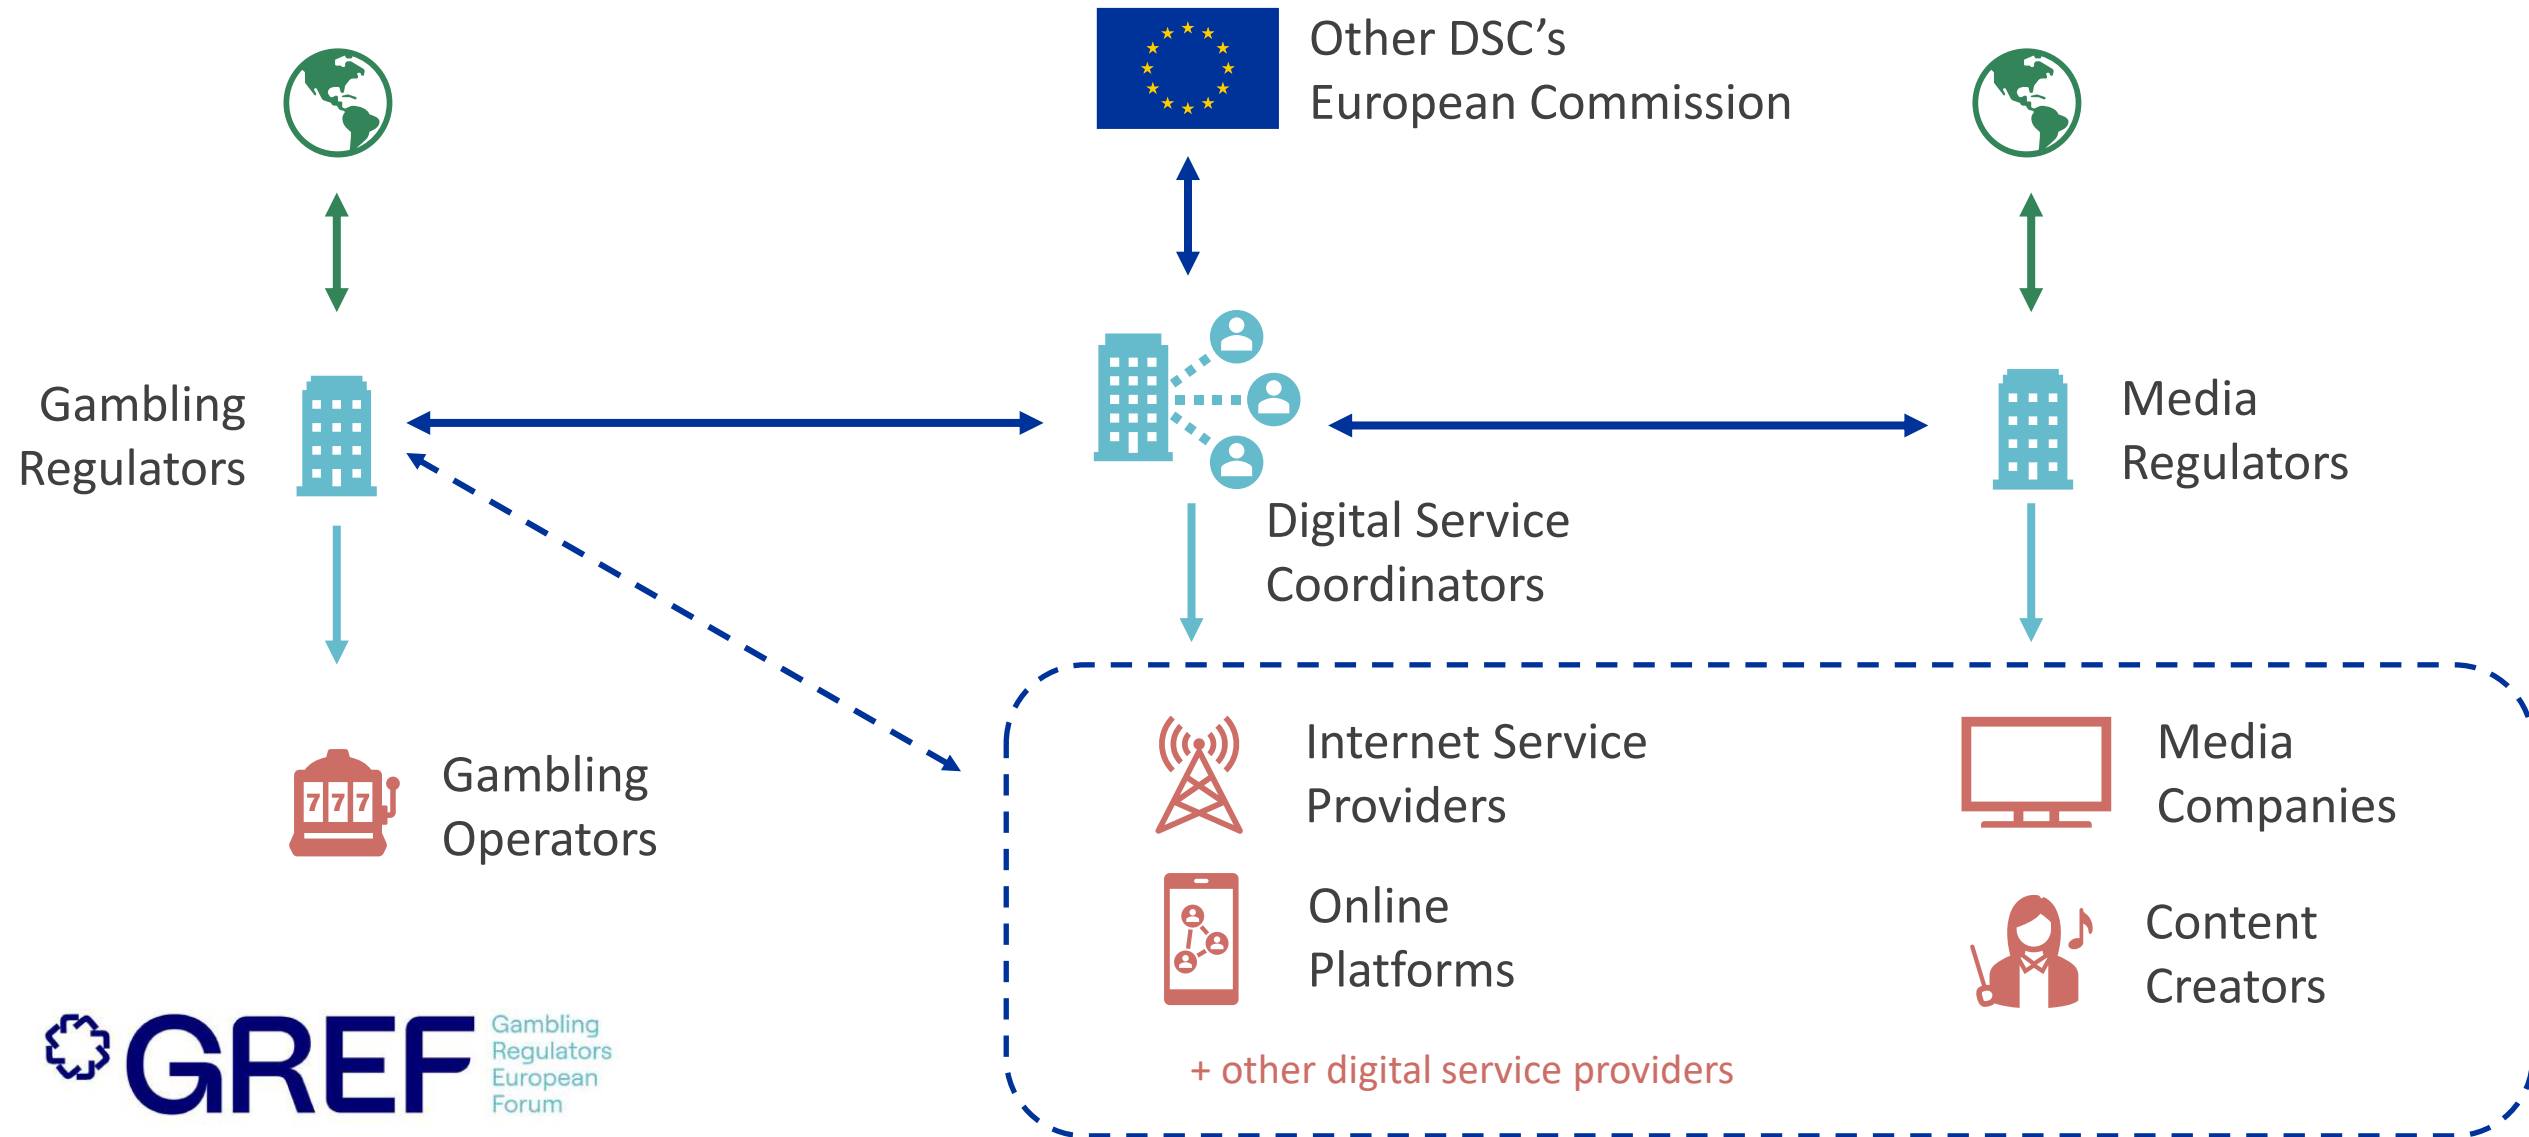 Other DSC’s
European Commission
Gambling
Regulators
Media
Regulators
Digital Service
Coordinators
Gambling
Operators
777
Internet Service
Providers
Media
Companies
Online
Platforms
Content
Creators
+ other digital service providers
GREF
Gambling
Regulators
European
Forum